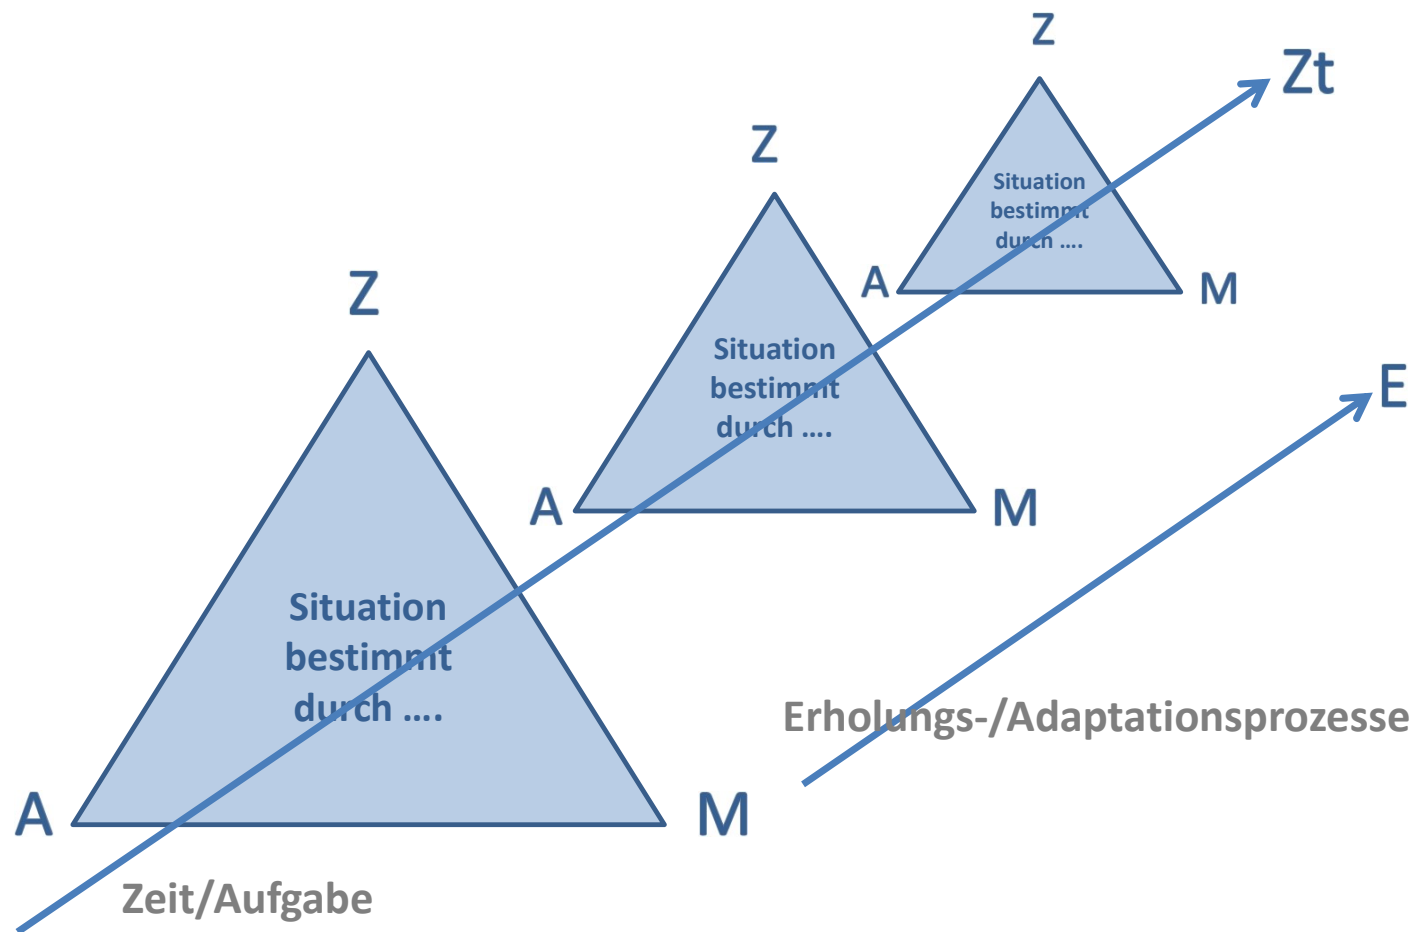 Z
Zt
Z
Situation
bestimmt
durch ....
A
M
Z
Situation
bestimmt
durch ....
E
A
M
Situation
bestimmt
durch ....
Erholungs-/Adaptationsprozesse
A
M
Zeit/Aufgabe